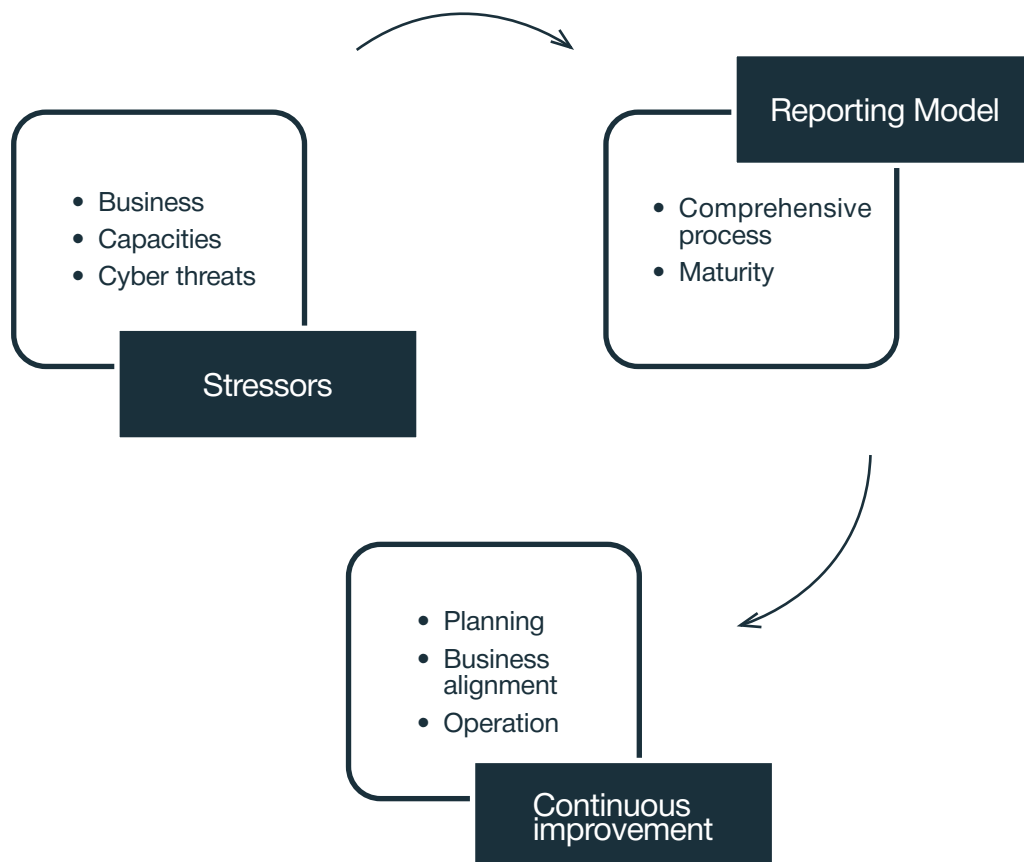 Business
Capacities
Cyber threats
Stressors
Reporting Model
Comprehensive
process
Maturity
Planning
Business
alignment
Operation
Continuous
improvement